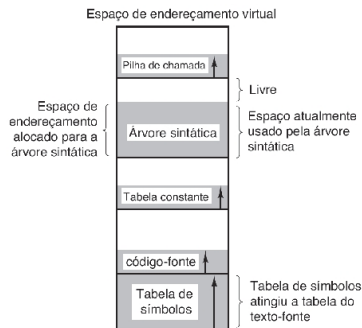 Espaço de endereçamento virtual
Pilha de chamada
Livre
Espaço de
endereçamento
alocado para a
árvore sintática
Árvore sintática
Espaço atualmente
usado pela árvore
sintática
Tabela constante
código-fonte
Tabela de
símbolos
Tabela de símbolos
atingiu a tabela do
texto-fonte